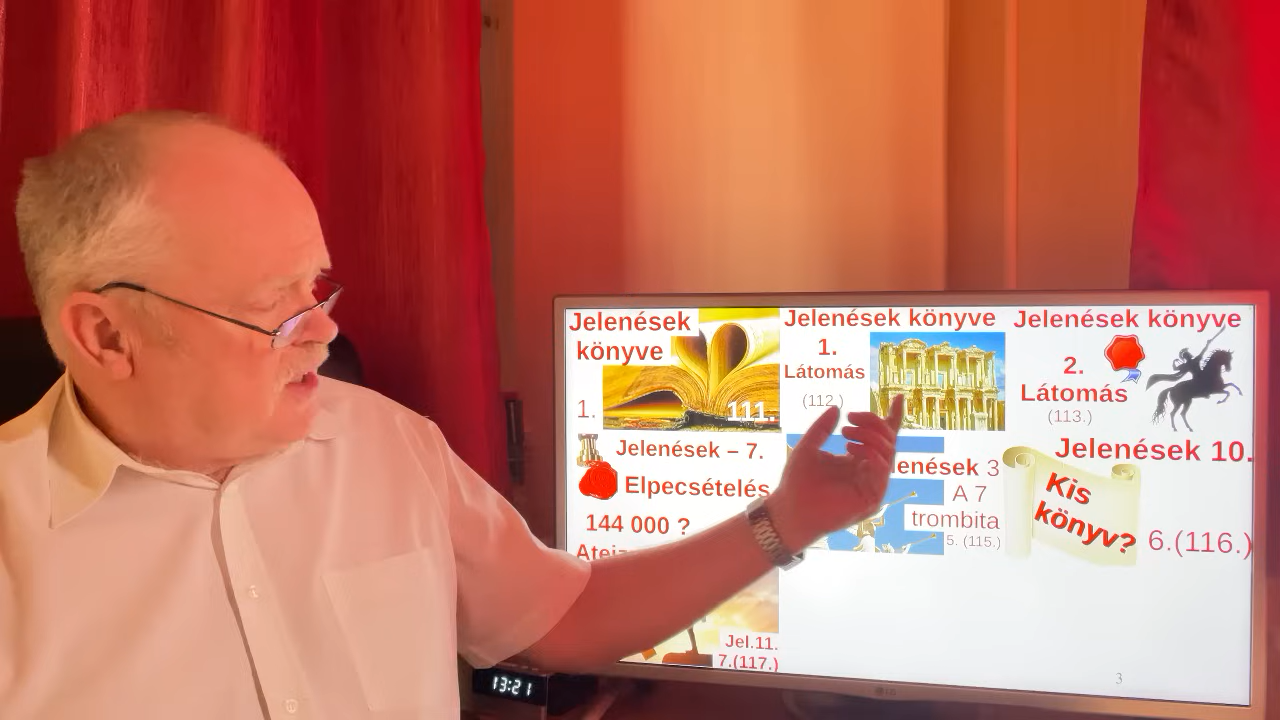 Jelenések
könyve
1.
111.
Jelenések könyve
1.
Látomás
(112.)
Jelenések könyve
2.
Látomás
(113.)
Jelenések – 7.
Elpecsételés
144 000 ?
3
A 7
trombita
5. (115.)
Jelenések 10.
Kis
könyv?
6.(116.)
Jel.11.
7.(117.)
3
LG
13:21